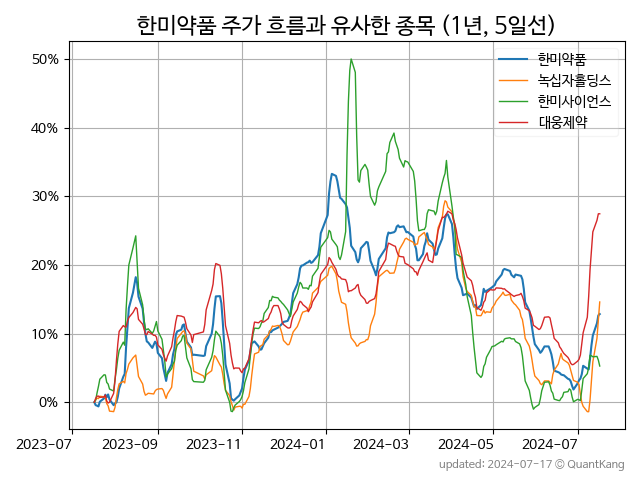 한미약품 주가 흐름과 유사한 종목 (1년, 5일선)
한미약품
녹십자홀딩스
한미사이언스
대웅제약
50%
40%
30%
20%
10%
0%
2023-07
2023-09
2023-11
2024-01
2024-03
2024-05
2024-07
updated: 2024-07-17 © QuantKang